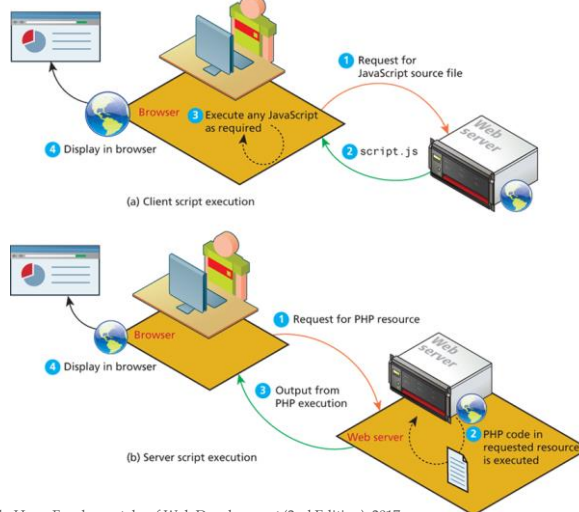 1 Request for
JavaScript source file
Browser
3 Execute any JavaScript
as required
Web
server
4 Display in browser
2 script.js
(a) Client script execution
1 Request for PHP resource
Browser
Web
server
4 Display in browser
3 Output from
PHP execution
Web server
2 PHP code in
requested resource
is executed
(b) Server script execution